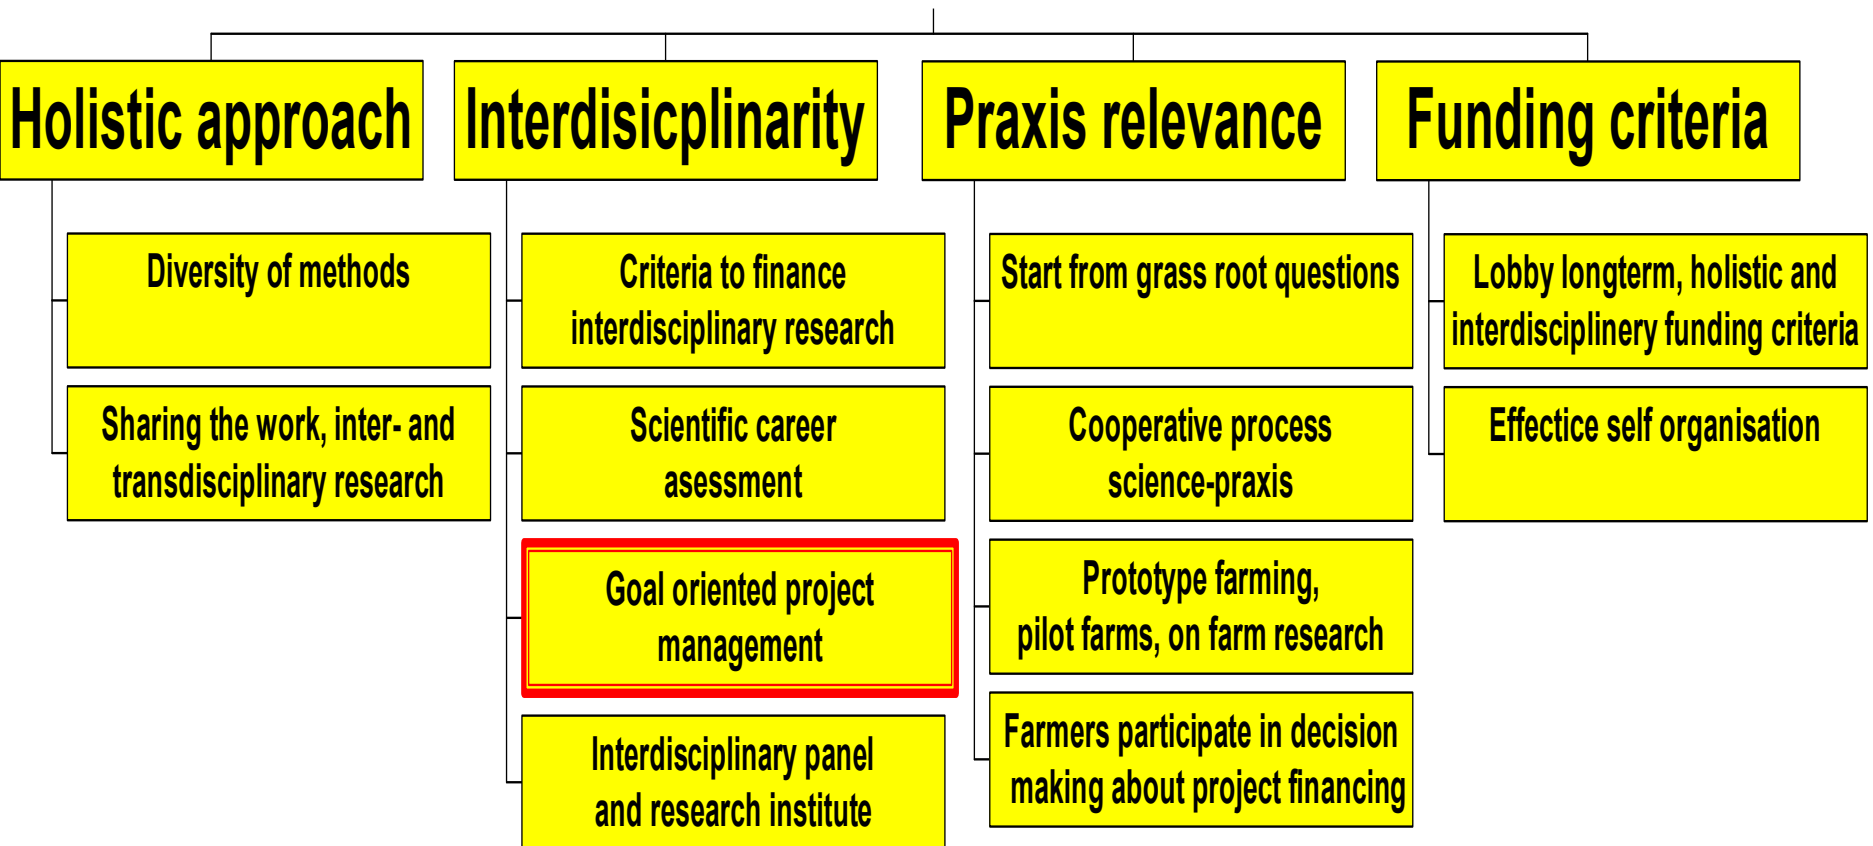 Holistic approach
Diversity of methods
Sharing the work, inter- and
transdisciplinary research
Interdisicplinarity
Criteria to finance
interdisciplinary research
Scientific career
asessment
Goal oriented project
management
Interdisciplinary panel
and research institute
Praxis relevance
Start from grass root questions
Cooperative process
science-praxis
Prototype farming,
pilot farms, on farm research
Farmers participate in decision
making about project financing
Funding criteria
Lobby longterm, holistic and
interdisciplinery funding criteria
Effectice self organisation